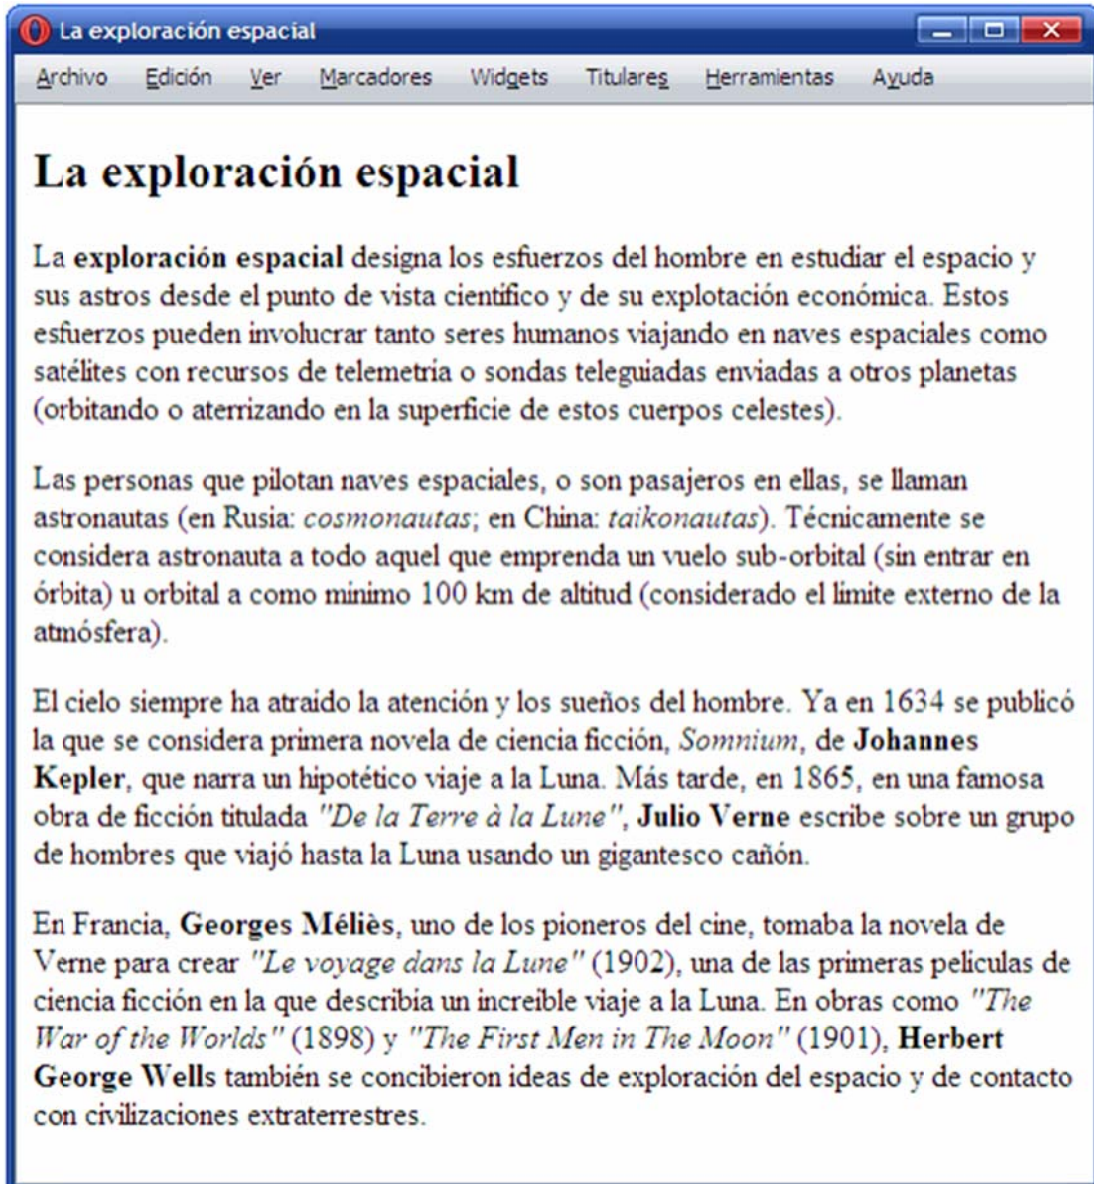 La exploración espacial
Archivo Edición Ver Marcadores Widgets Titulares Herramientas Ayuda
La exploración espacial
La exploración espacial designa los esfuerzos del hombre en estudiar el espacio y
sus astros desde el punto de vista científico y de su explotación económica. Estos
esfuerzos pueden involucrar tanto seres humanos viajando en naves espaciales como
satélites con recursos de telemetría o sondas teleguiadas enviadas a otros planetas
(orbitando o aterrizando en la superficie de estos cuerpos celestes).
Las personas que pilotan naves espaciales, o son pasajeros en ellas, se llaman
astronautas (en Rusia: cosmonautas; en China: taikonautas). Técnicamente se
considera astronauta a todo aquel que emprenda un vuelo sub-orbital (sin entrar en
órbita) u orbital a como mínimo 100 km de altitud (considerado el límite externo de la
atmósfera).
El cielo siempre ha atraído la atención y los sueños del hombre. Ya en 1634 se publicó
la que se considera primera novela de ciencia ficción, Somnium, de Johannes
Kepler, que narra un hipotético viaje a la Luna. Más tarde, en 1865, en una famosa
obra de ficción titulada "De la Terre à la Lune", Julio Verne escribe sobre un grupo
de hombres que viajó hasta la Luna usando un gigantesco cañón.
En Francia, Georges Méliès, uno de los pioneros del cine, tomaba la novela de
Verne para crear "Le voyage dans la Lune" (1902), una de las primeras películas de
ciencia ficción en la que describía un increíble viaje a la Luna. En obras como "The
War of the Worlds" (1898) y "The First Men in The Moon" (1901), Herbert
George Wells también se concibieron ideas de exploración del espacio y de contacto
con civilizaciones extraterrestres.